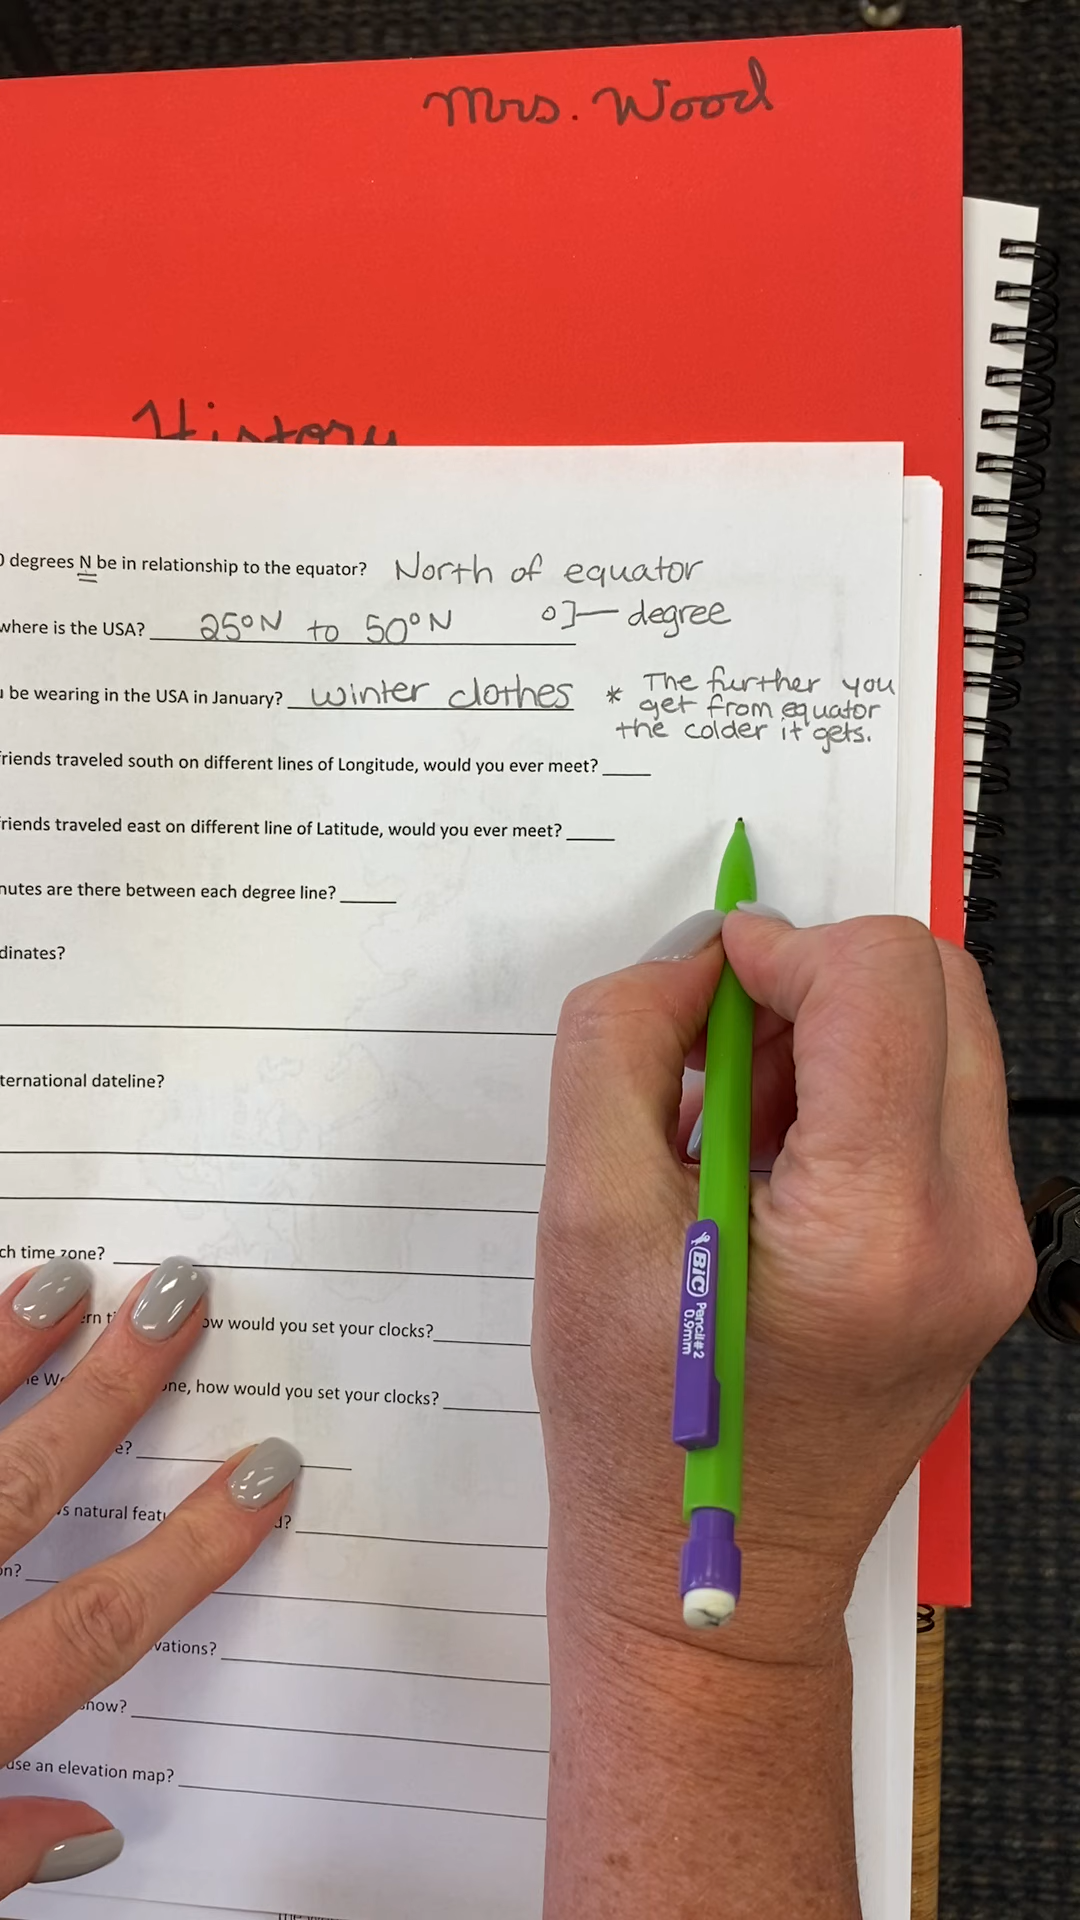 Mrs. Wood
History
degrees N be in relationship to the equator? North of equator
where is the USA? 25°N to 50°N °]— degree
be wearing in the USA in January? winter clothes * The further you
get from equator
the colder it gets.
friends traveled south on different lines of Longitude, would you ever meet?
friends traveled east on different line of Latitude, would you ever meet?
nutes are there between each degree line?
dinates?
ternational dateline?
ch time zone?
ow would you set your clocks?
ne, how would you set your clocks?
e?
s natural feat
d?
on?
vations?
how?
use an elevation map?
BIC Pencil #2
0.9mm